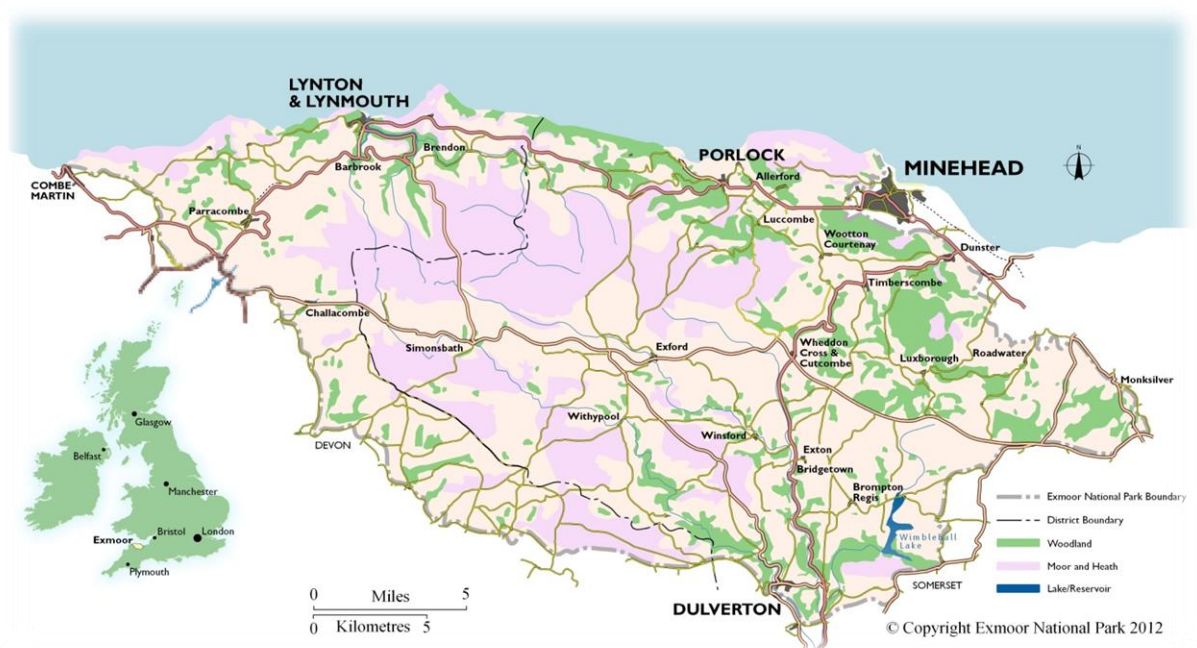 LYNTON
& LYNMOUTH
Brendon
Barbrook
PORLOCK
Allerford
MINEHEAD
N
COMBE
MARTIN
Parracombe
Luccombe
Wootton
Courtenay
Dunster
Timberscombe
Challacombe
Simonsbath
Exford
Wheddon
Cross &
Cutcombe
Luxborough
Roadwater
Monksilver
Withypool
Winsford
DEVON
Exton
Bridgetown
Brompton
Regis
Wimbleball
Lake
SOMERSET
DULVERTON
Glasgow
Belfast
Manchester
Bristol
London
Exmoor
Plymouth
Exmoor National Park Boundary
District Boundary
Woodland
Moor and Heath
Lake/Reservoir
0 Miles 5
0 Kilometres 5
© Copyright Exmoor National Park 2012